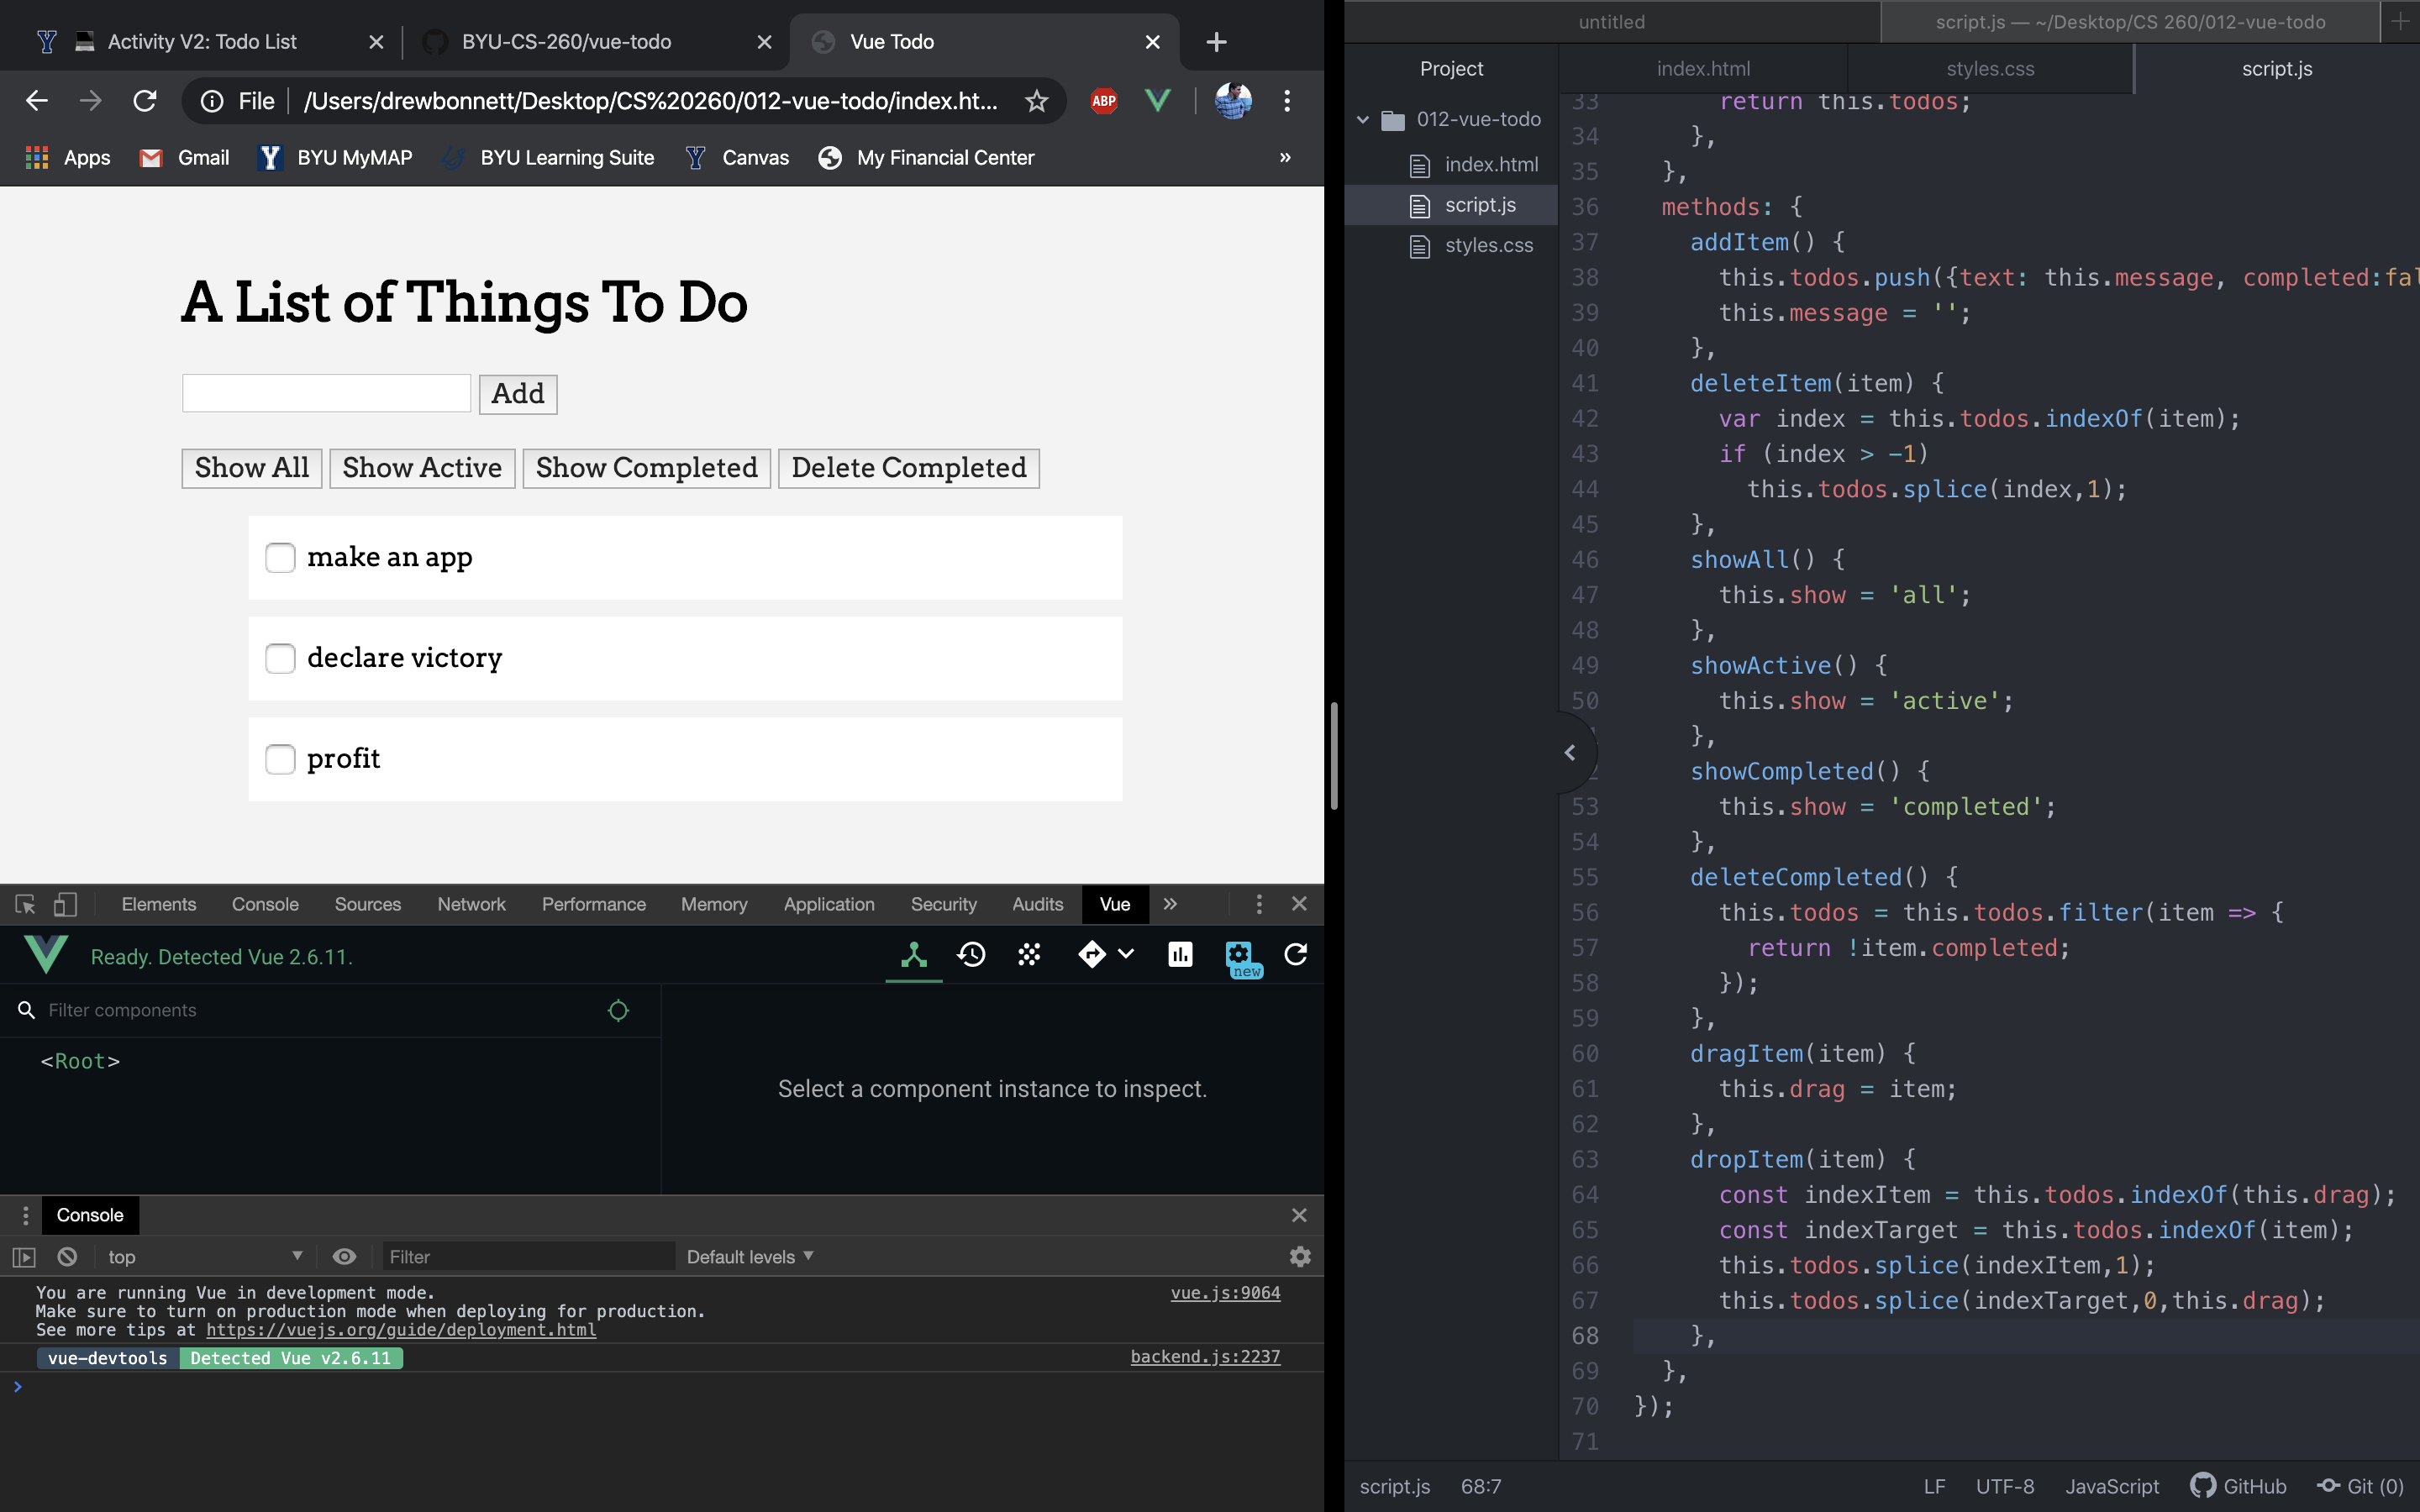 Activity V2: Todo List
BYU-CS-260/vue-todo
Vue Todo
File
/Users/drewbonnett/Desktop/CS%20260/012-vue-todo/index.ht...
ABP
Apps
Gmail
BYU MyMAP
BYU Learning Suite
Canvas
My Financial Center
»
A List of Things To Do
Add
Show All
Show Active
Show Completed
Delete Completed
make an app
declare victory
profit
Elements
Console
Sources
Network
Performance
Memory
Application
Security
Audits
Vue
»
Ready. Detected Vue 2.6.11.
new
Filter components
<Root>
Select a component instance to inspect.
Console
top
Filter
Default levels
You are running Vue in development mode.
vue.js:9064
Make sure to turn on production mode when deploying for production.
See more tips at https://vuejs.org/guide/deployment.html
vue-devtools Detected Vue v2.6.11
backend.js:2237
untitled
script.js — ~/Desktop/CS 260/012-vue-todo
Project
index.html
styles.css
script.js
012-vue-todo
index.html
script.js
styles.css
33 return this.todos;
34 },
35 },
36 methods: {
37 addItem() {
38 this.todos.push({text: this.message, completed:fal
39 this.message = '';
40 },
41 deleteItem(item) {
42 var index = this.todos.indexOf(item);
43 if (index > -1)
44 this.todos.splice(index,1);
45 },
46 showAll() {
47 this.show = 'all';
48 },
49 showActive() {
50 this.show = 'active';
},
showCompleted() {
53 this.show = 'completed';
54 },
55 deleteCompleted() {
56 this.todos = this.todos.filter(item => {
57 return !item.completed;
58 });
59 },
60 dragItem(item) {
61 this.drag = item;
62 },
63 dropItem(item) {
64 const indexItem = this.todos.indexOf(this.drag);
65 const indexTarget = this.todos.indexOf(item);
66 this.todos.splice(indexItem,1);
67 this.todos.splice(indexTarget,0,this.drag);
68 },
69 },
70 });
71
script.js 68:7
LF
UTF-8
JavaScript
GitHub
Git (0)